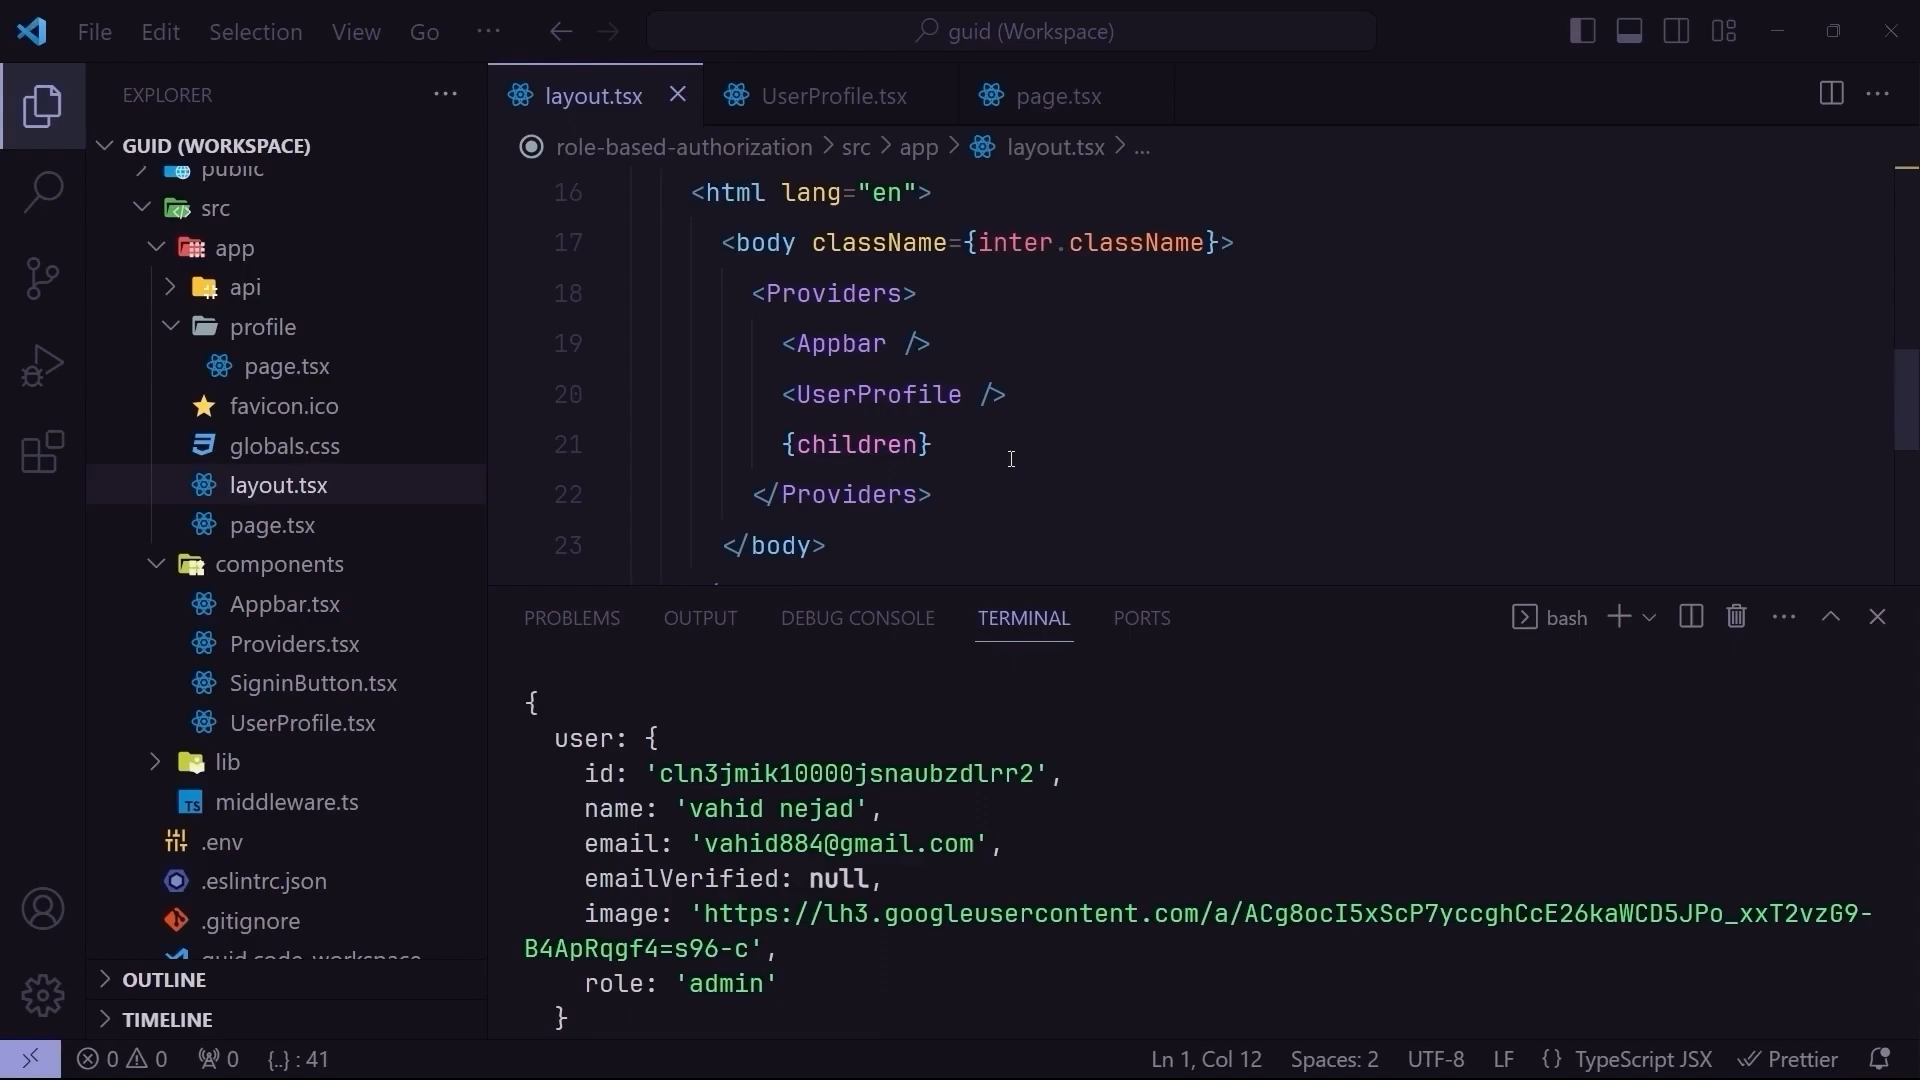 File Edit Selection View Go ··· guid (Workspace)
EXPLORER ···
GUID (WORKSPACE)
public
src
app
api
profile
page.tsx
favicon.ico
globals.css
layout.tsx
page.tsx
components
Appbar.tsx
Providers.tsx
SigninButton.tsx
UserProfile.tsx
lib
middleware.ts
.env
.eslintrc.json
.gitignore
guid.code-workspace
OUTLINE
TIMELINE
layout.tsx UserProfile.tsx page.tsx
role-based-authorization > src > app > layout.tsx > ...
16 <html lang="en">
17 <body className={inter.className}>
18 <Providers>
19 <Appbar />
20 <UserProfile />
21 {children}
22 </Providers>
23 </body>
PROBLEMS OUTPUT DEBUG CONSOLE TERMINAL PORTS bash
{
user: {
id: 'cln3jmik10000jsnaubzdlrr2',
name: 'vahid nejad',
email: 'vahid884@gmail.com',
emailVerified: null,
image: 'https://lh3.googleusercontent.com/a/ACg8ocI5xScP7yccghCcE26kaWCD5JPo_xxT2vzG9-
B4ApRqgf4=s96-c',
role: 'admin'
}
0 0 0 {..} : 41 Ln 1, Col 12 Spaces: 2 UTF-8 LF {} TypeScript JSX Prettier